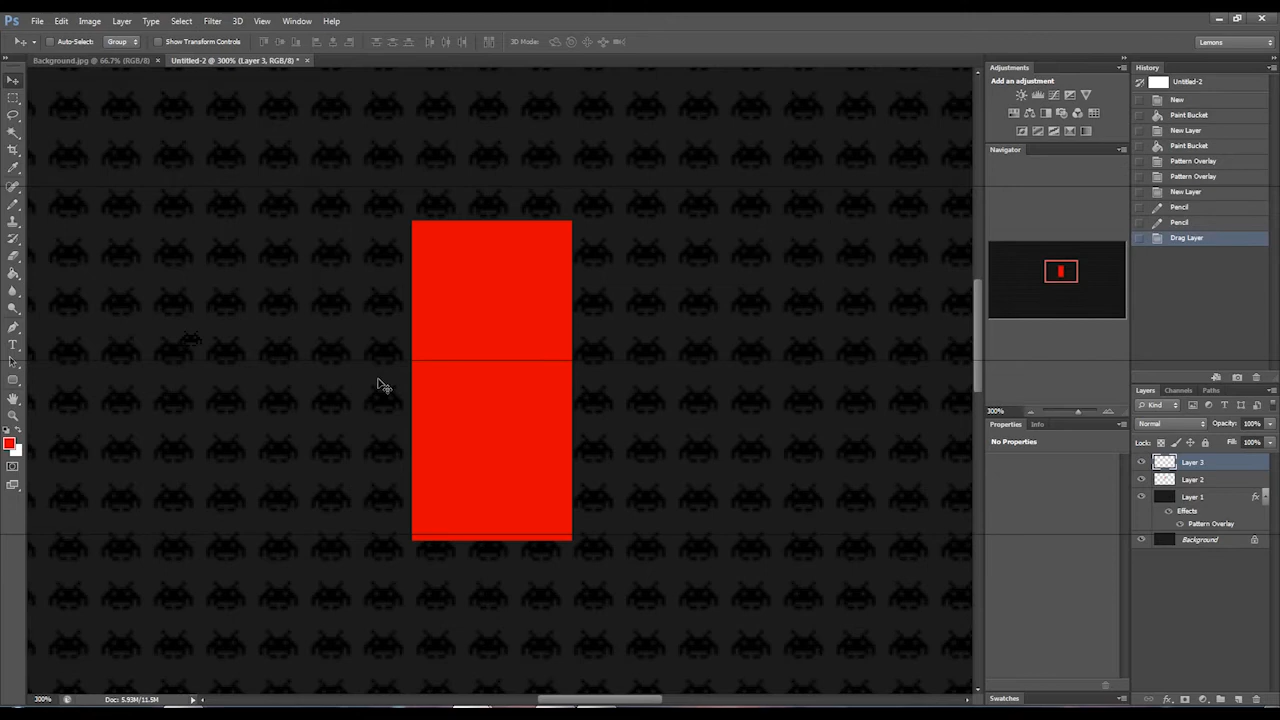 Ps File Edit Image Layer Type Select Filter 3D View Window Help
Auto-Select: Group Show Transform Controls 3D Mode: Lemons
Background.jpg @ 66.7% (RGB/8) × Untitled-2 @ 300% (Layer 3, RGB/8) * ×
Adjustments
Add an adjustment
Navigator
300%
Properties Info
No Properties
Swatches
History
Untitled-2
New
Paint Bucket
New Layer
Paint Bucket
Pattern Overlay
Pattern Overlay
New Layer
Pencil
Pencil
Drag Layer
Layers Channels Paths
Kind
Normal Opacity: 100%
Lock: Fill: 100%
Layer 3
Layer 2
Layer 1 fx
Effects
Pattern Overlay
Background
300% Doc: 5.93M/11.5M